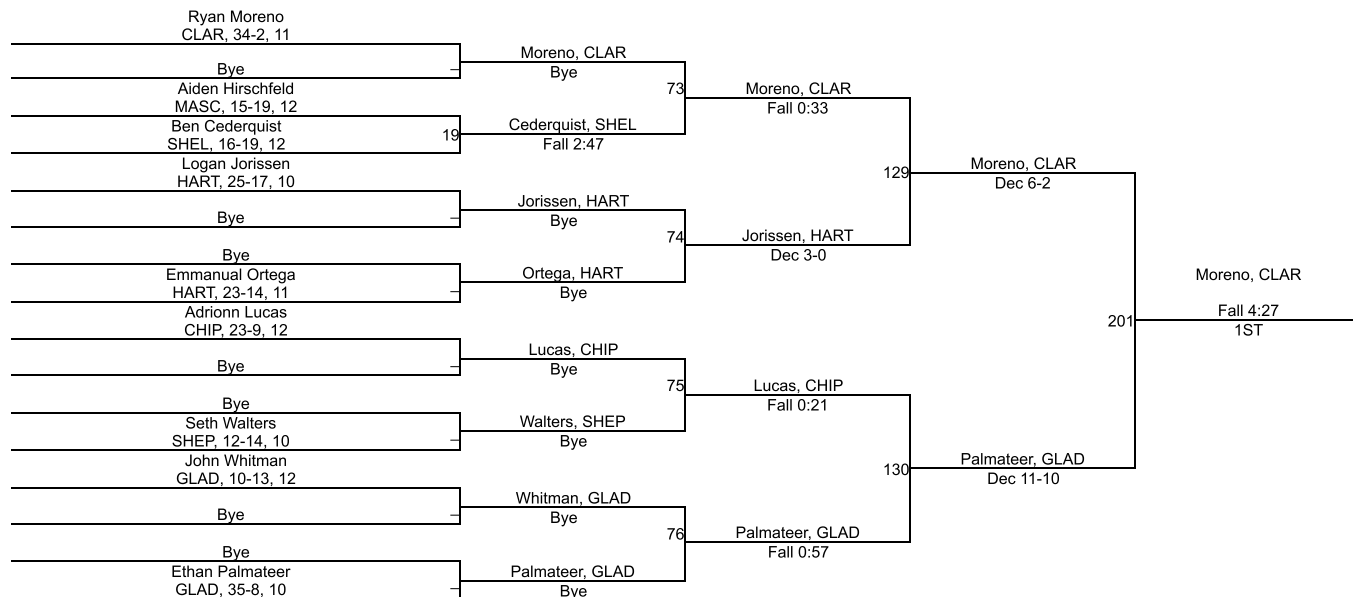 Ryan Moreno
CLAR, 34-2, 11
Bye
Aiden Hirschfeld
MASC, 15-19, 12
Ben Cederquist
SHEL, 16-19, 12
Logan Jorissen
HART, 25-17, 10
Bye
Bye
Emmanual Ortega
HART, 23-14, 11
Adrionn Lucas
CHIP, 23-9, 12
Bye
Bye
Seth Walters
SHEP, 12-14, 10
John Whitman
GLAD, 10-13, 12
Bye
Bye
Ethan Palmateer
GLAD, 35-8, 10
19
Moreno, CLAR
Bye
Cederquist, SHEL
Fall 2:47
Jorissen, HART
Bye
Ortega, HART
Bye
Lucas, CHIP
Bye
Walters, SHEP
Bye
Whitman, GLAD
Bye
Palmateer, GLAD
Bye
73
74
75
76
Moreno, CLAR
Fall 0:33
Jorissen, HART
Dec 3-0
Lucas, CHIP
Fall 0:21
Palmateer, GLAD
Fall 0:57
129
130
Moreno, CLAR
Dec 6-2
Palmateer, GLAD
Dec 11-10
201
Moreno, CLAR
Fall 4:27
1ST